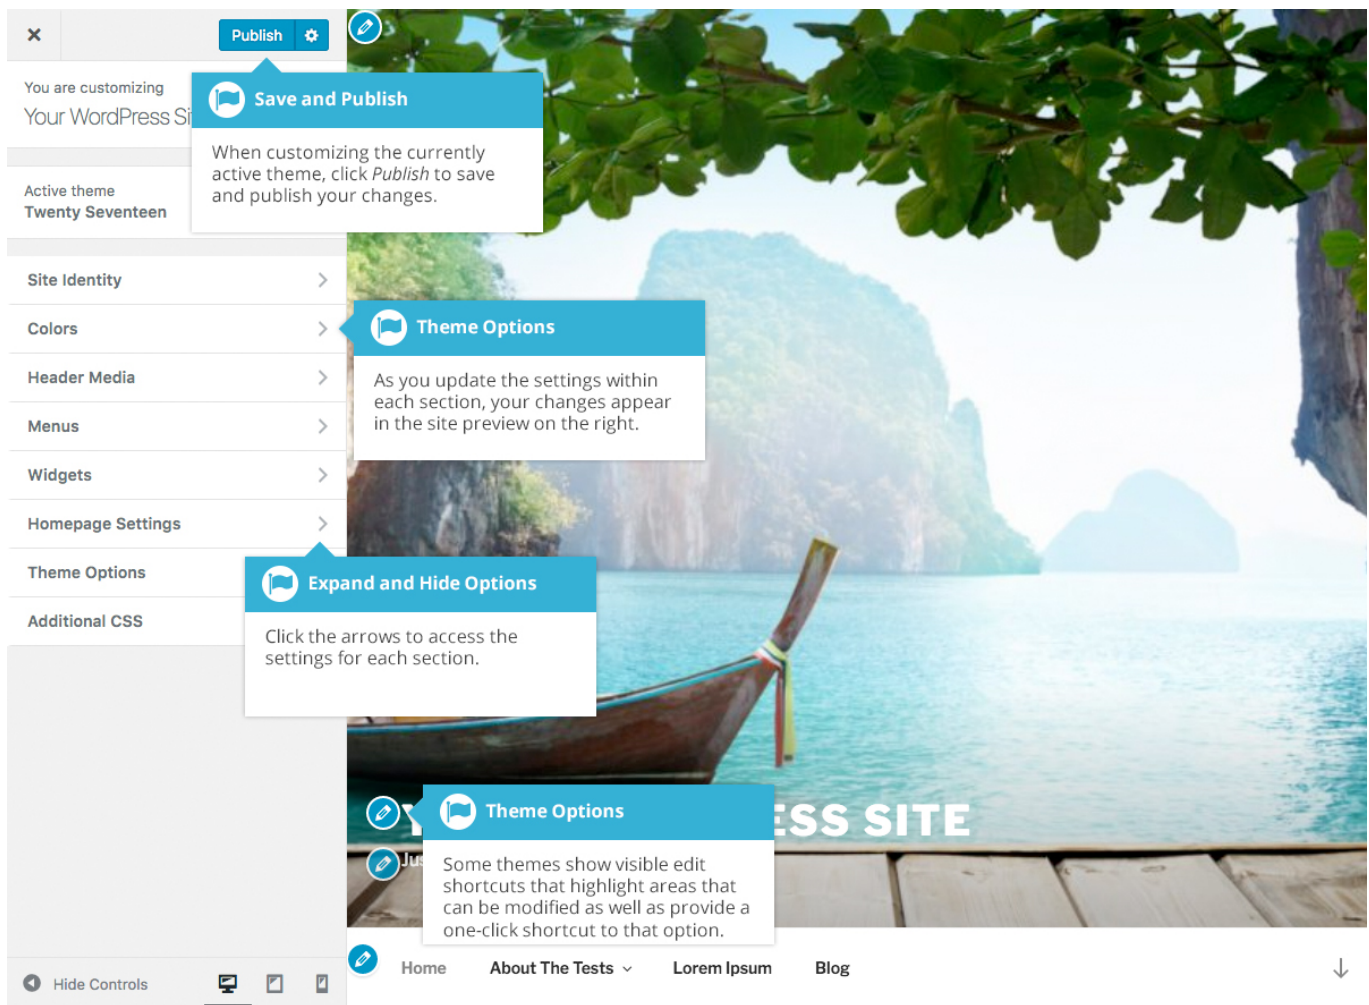 Publish
You are customizing
Your WordPress
Save and Publish
When customizing the currently
active theme, click Publish to save
and publish your changes.
Active theme
Twenty Seventeen
Site Identity
Colors
Header Media
Menus
Widgets
Homepage Settings
Theme Options
Additional CSS
Theme Options
As you update the settings within
each section, your changes appear
in the site preview on the right.
Expand and Hide Options
Click the arrows to access the
settings for each section.
ESS SITE
Theme Options
Some themes show visible edit
shortcuts that highlight areas that
can be modified as well as provide a
one-click shortcut to that option.
Home
About The Tests
Lorem Ipsum
Blog
Hide Controls